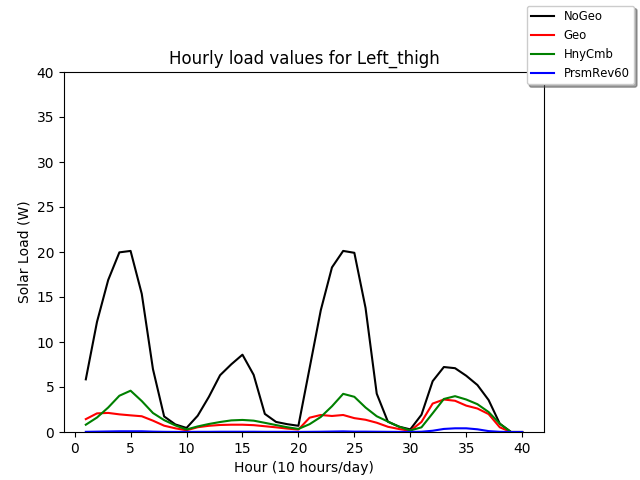 NoGeo
Geo
HnyCmb
PrsmRev60
Hourly load values for Left_thigh
Solar Load (W)
40
35
30
25
20
15
10
5
0
0 5 10 15 20 25 30 35 40
Hour (10 hours/day)